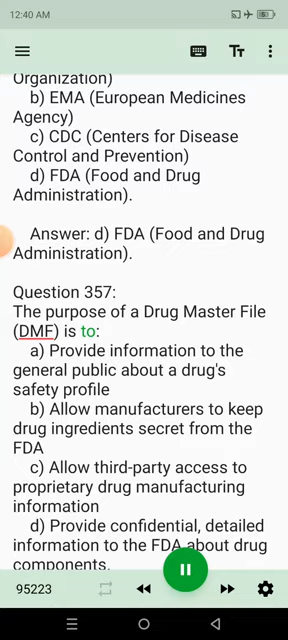 12:40 AM
Organization)
b) EMA (European Medicines
Agency)
c) CDC (Centers for Disease
Control and Prevention)
d) FDA (Food and Drug
Administration).
Answer: d) FDA (Food and Drug
Administration).
Question 357:
The purpose of a Drug Master File
(DMF) is to:
a) Provide information to the
general public about a drug's
safety profile
b) Allow manufacturers to keep
drug ingredients secret from the
FDA
c) Allow third-party access to
proprietary drug manufacturing
information
d) Provide confidential, detailed
information to the FDA about drug
components.
95223